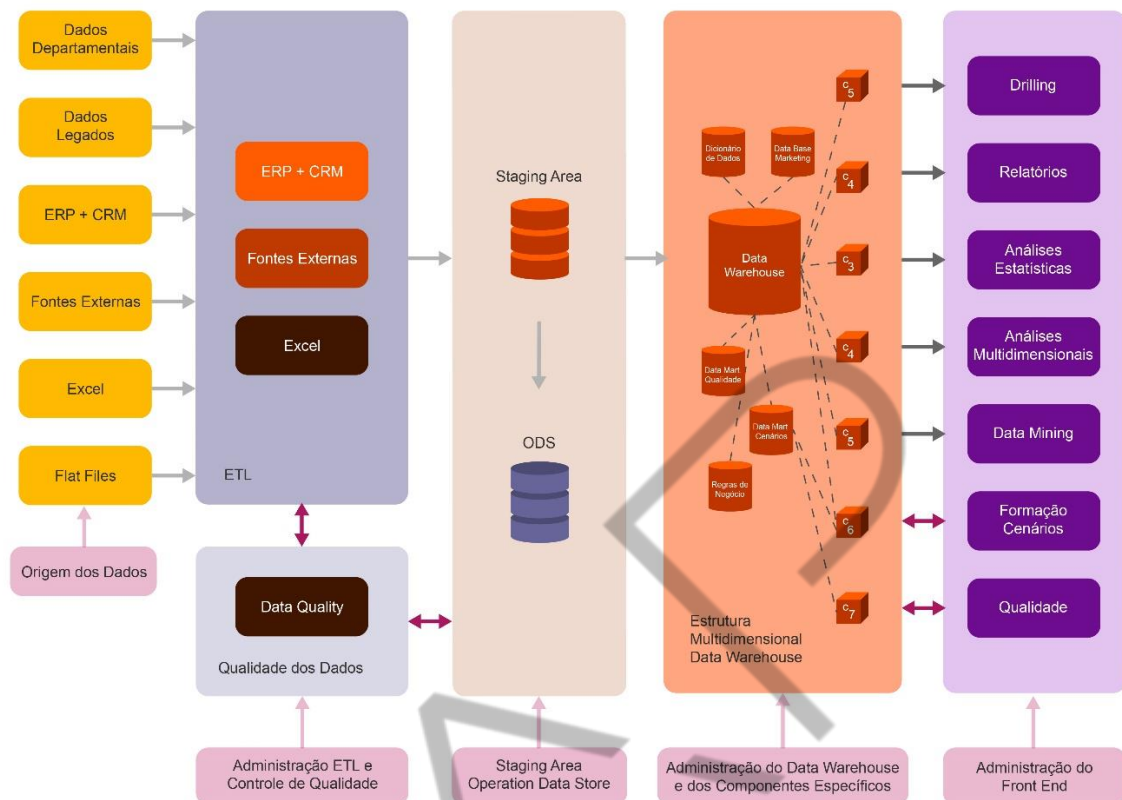 Dados
Departamentais
Dados
Legados
ERP + CRM
Fontes Externas
Excel
Flat Files
Origem dos Dados
ERP + CRM
Fontes Externas
Excel
ETL
Data Quality
Qualidade dos Dados
Administração ETL e
Controle de Qualidade
Staging Area
ODS
Staging Area
Operation Data Store
Dicionário
de Dados
Data Base
Marketing
Data
Warehouse
Data Mart
Qualidade
Data Mart
Cenários
Regras de
Negócio
C5
C4
C3
C4
C5
C6
C7
Estrutura
Multidimensional
Data Warehouse
Administração do Data Warehouse
e dos Componentes Específicos
Drilling
Relatórios
Análises
Estatísticas
Análises
Multidimensionais
Data Mining
Formação
Cenários
Qualidade
Administração do
Front End